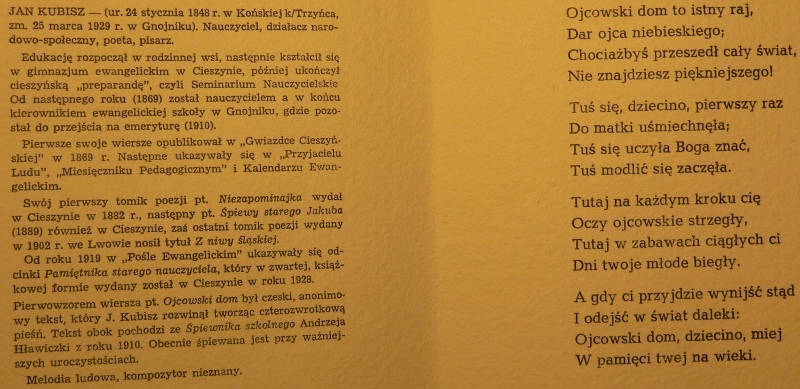 JAN KUBISZ — (ur. 24 stycznia 1848 r. w Końskiej k/Trzyńca,
zm. 25 marca 1929 r. w Gnojniku). Nauczyciel, działacz naro-
dowo-społeczny, poeta, pisarz.
Edukację rozpoczął w rodzinnej wsi, następnie kształcił się
w gimnazjum ewangelickim w Cieszynie, później ukończył
cieszyńską „preparandę”, czyli Seminarium Nauczycielskie
Od następnego roku (1869) został nauczycielem a w końcu
kierownikiem ewangelickiej szkoły w Gnojniku, gdzie pozo-
stał do przejścia na emeryturę (1910).
Pierwsze swoje wiersze opublikował w „Gwiazdce Cieszyń-
skiej” w 1869 r. Następne ukazywały się w „Przyjacielu
Ludu”, „Miesięczniku Pedagogicznym” i Kalendarzu Ewan-
gelickim.
Swój pierwszy tomik poezji pt. Niezapominajka wydał
w Cieszynie w 1882 r., następny pt. Śpiewy starego Jakuba
(1889) również w Cieszynie, zaś ostatni tomik poezji wydany
w 1902 r. we Lwowie nosił tytuł Z niwy śląskiej.
Od roku 1919 w „Pośle Ewangelickim” ukazywały się od-
cinki Pamiętnika starego nauczyciela, który w zwartej, książ-
kowej formie wydany został w Cieszynie w roku 1928.
Pierwowzorem wiersza pt. Ojcowski dom był czeski, anonimo-
wy tekst, który J. Kubisz rozwinął tworząc czterozwrotkową
pieśń. Tekst obok pochodzi ze Śpiewnika szkolnego Andrzeja
Hławiczki z roku 1910. Obecnie śpiewana jest przy ważniej-
szych uroczystościach.
Melodia ludowa, kompozytor nieznany.
Ojcowski dom to istny raj,
Dar ojca niebieskiego;
Chociażbyś przeszedł cały świat,
Nie znajdziesz piękniejszego!
Tuś się, dziecino, pierwszy raz
Do matki uśmiechnęła;
Tuś się uczyła Boga znać,
Tuś modlić się zaczęła.
Tutaj na każdym kroku cię
Oczy ojcowskie strzegły,
Tutaj w zabawach ciągłych ci
Dni twoje młode biegły.
A gdy ci przyjdzie wynijść stąd
I odejść w świat daleki:
Ojcowski dom, dziecino, miej
W pamięci twej na wieki.